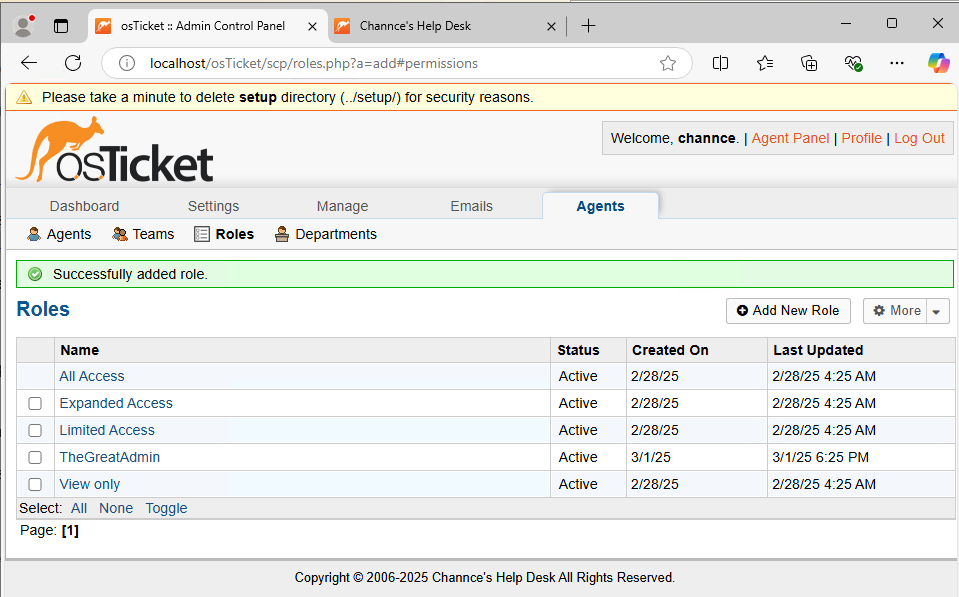 osTicket :: Admin Control Panel
Channce's Help Desk
localhost/osTicket/scp/roles.php?a=add#permissions
Please take a minute to delete setup directory (../setup/) for security reasons.
osTicket
Welcome, channce. | Agent Panel | Profile | Log Out
Dashboard Settings Manage Emails Agents
Agents Teams Roles Departments
Successfully added role.
Roles
Add New Role More
Name Status Created On Last Updated
All Access Active 2/28/25 2/28/25 4:25 AM
Expanded Access Active 2/28/25 2/28/25 4:25 AM
Limited Access Active 2/28/25 2/28/25 4:25 AM
TheGreatAdmin Active 3/1/25 3/1/25 6:25 PM
View only Active 2/28/25 2/28/25 4:25 AM
Select: All None Toggle
Page: [1]
Copyright © 2006-2025 Channce's Help Desk All Rights Reserved.